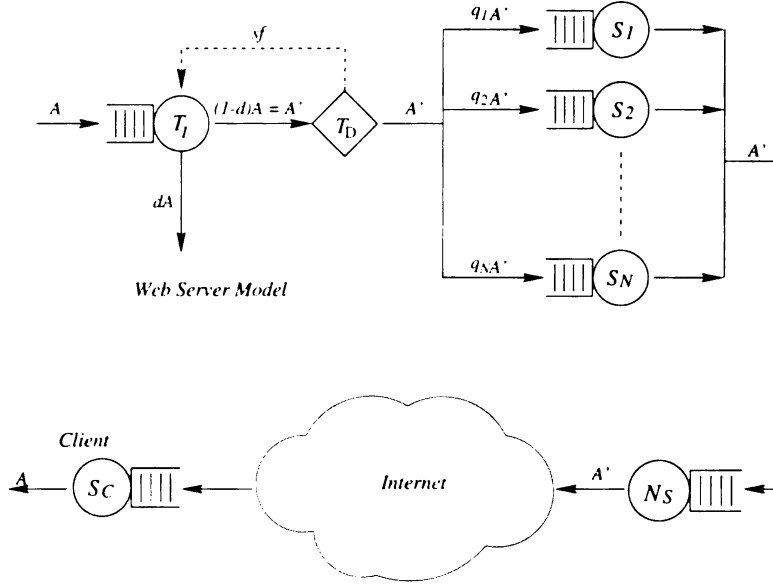 sf
A
T_I
(1-d)A = A'
T_D
A'
q_1A'
S_1
q_2A'
S_2
A'
dA
q_NA'
S_N
Web Server Model
Client
A
S_C
Internet
A'
N_S